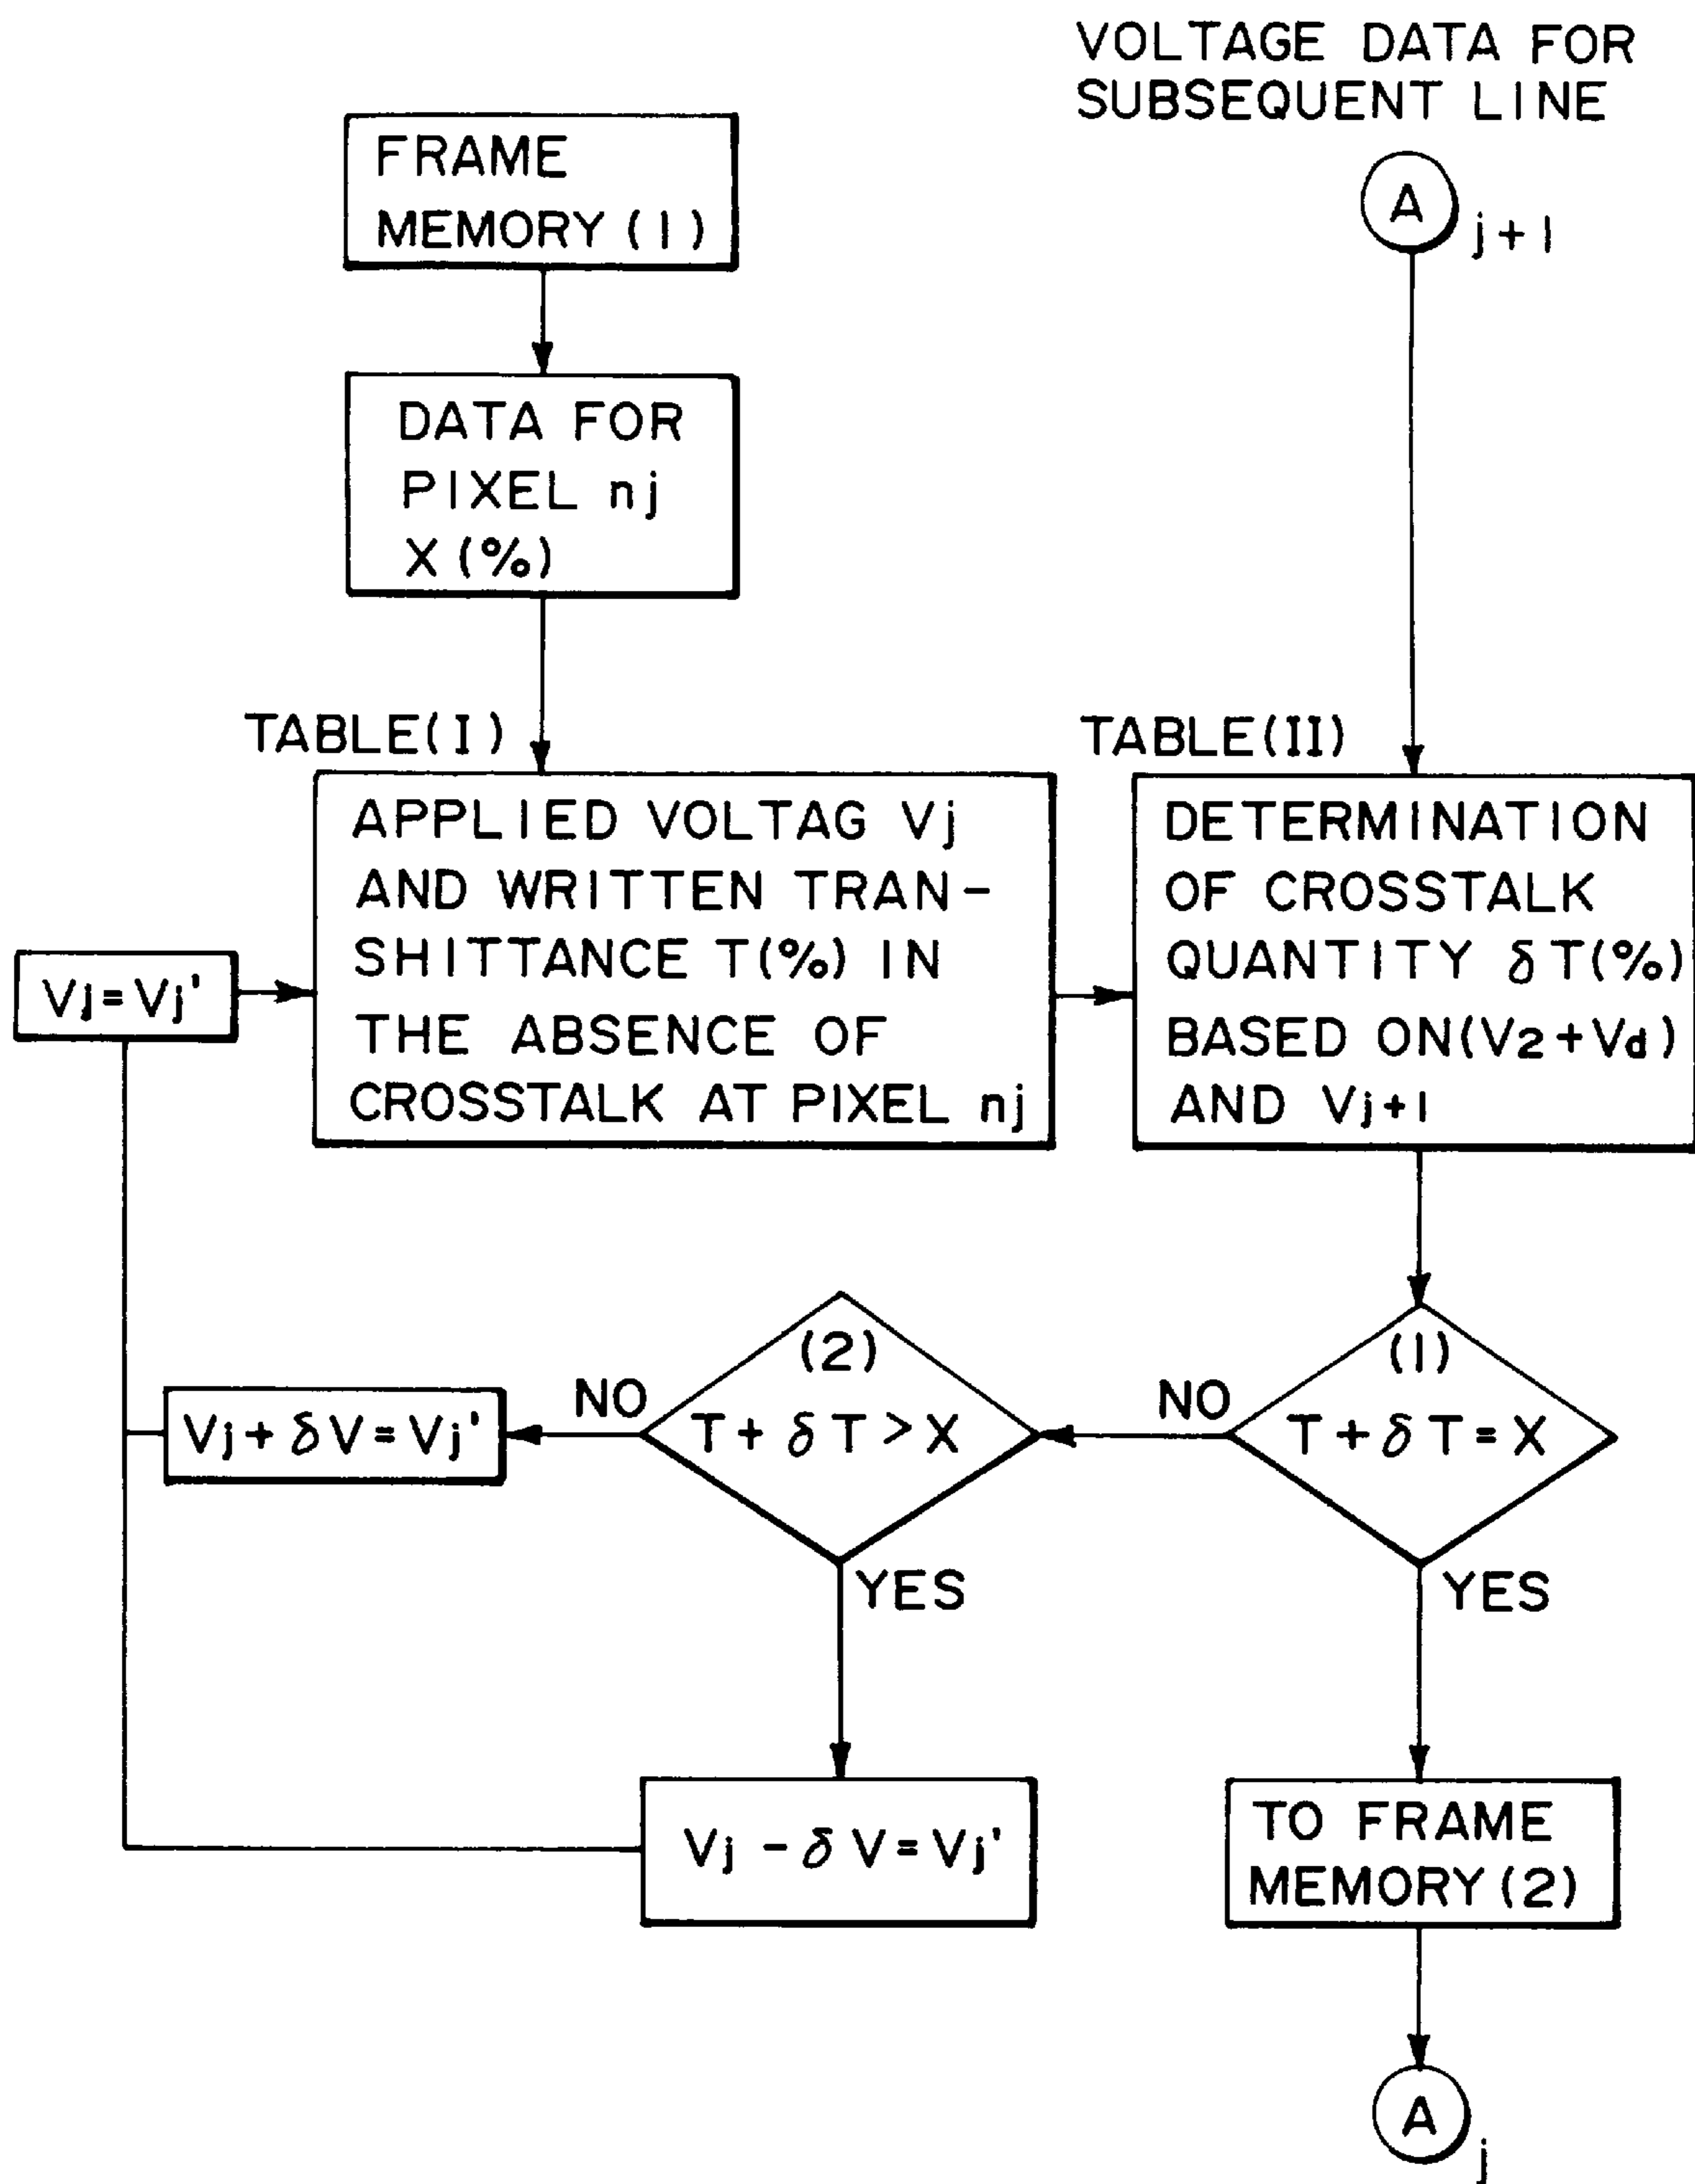 VOLTAGE DATA FOR
SUBSEQUENT LINE
A j+1
FRAME
MEMORY (1)
DATA FOR
PIXEL nj
X (%)
TABLE(I)
APPLIED VOLTAG Vj
AND WRITTEN TRAN-
SHITTANCE T(%) IN
THE ABSENCE OF
CROSSTALK AT PIXEL nj
TABLE(II)
DETERMINATION
OF CROSSTALK
QUANTITY δT(%)
BASED ON(V2+Vd)
AND Vj+1
Vj=Vj'
(1)
T+δT=X
NO
YES
(2)
T+δT>X
NO
YES
Vj+δV=Vj'
Vj-δV=Vj'
TO FRAME
MEMORY (2)
A j